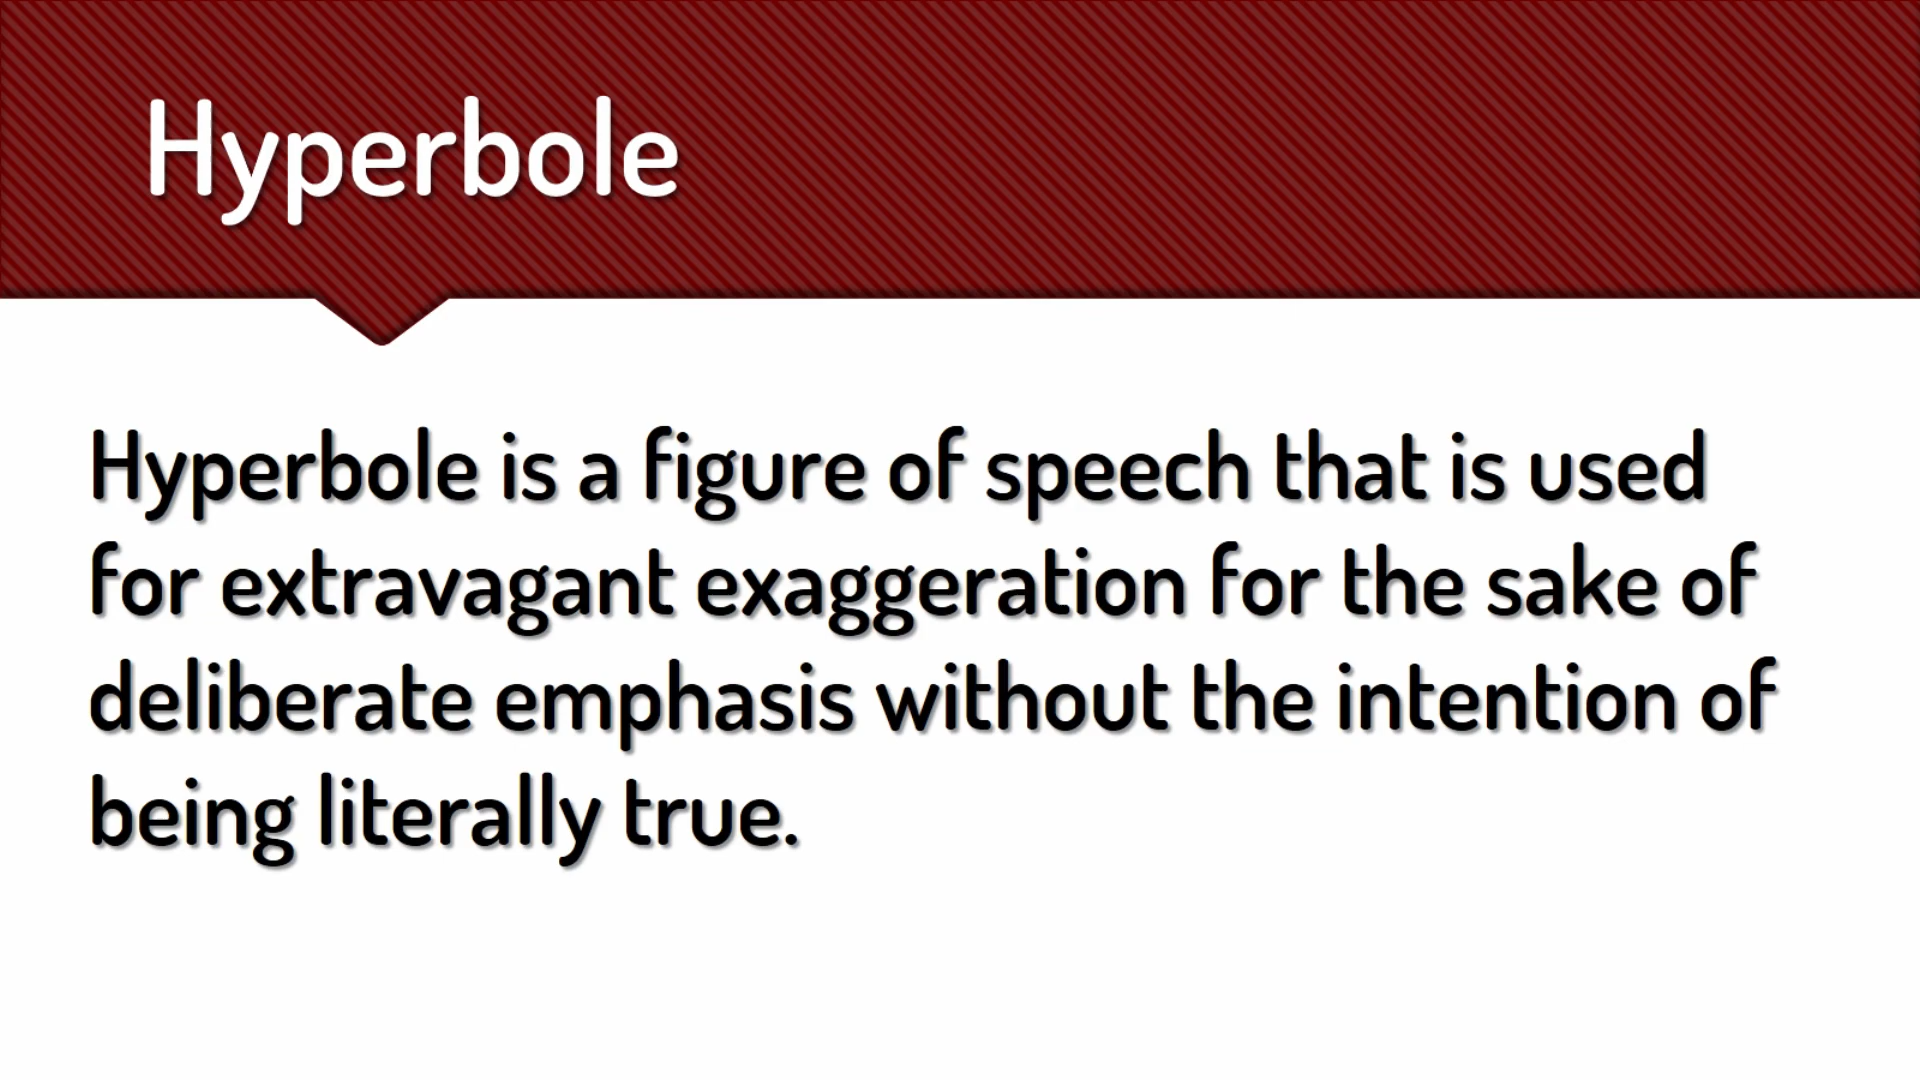 Hyperbole
Hyperbole is a figure of speech that is used
for extravagant exaggeration for the sake of
deliberate emphasis without the intention of
being literally true.